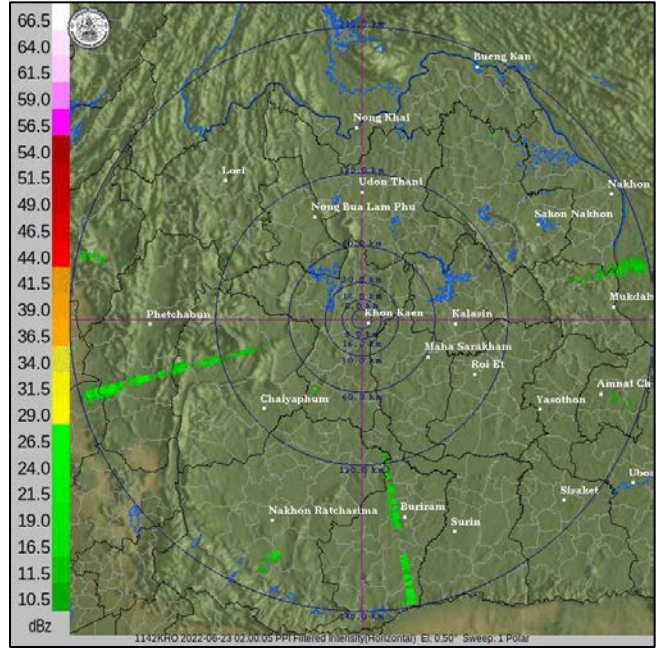 66.5
64.0
61.5
59.0
56.5
54.0
51.5
49.0
46.5
44.0
41.5
39.0
36.5
34.0
31.5
29.0
26.5
24.0
21.5
19.0
16.5
11.5
10.5
dBz
Bueng Kan
Nong Khai
Loei
Udon Thani
Nakhon
Nong Bua Lam Phu
Sakon Nakhon
Mukdah
Phetchabun
Khon Kaen
Kalasin
Maha Sarakham
Roi Et
Amnat Ch
Chaiyaphum
Yasothon
Ubo
Sisaket
Nakhon Ratchasima
Buriram
Surin
1142KHO 2022-06-23 02:00:05 PPI Filtered Intensity(Horizontal) El: 0.50° Sweep: 1 Polar